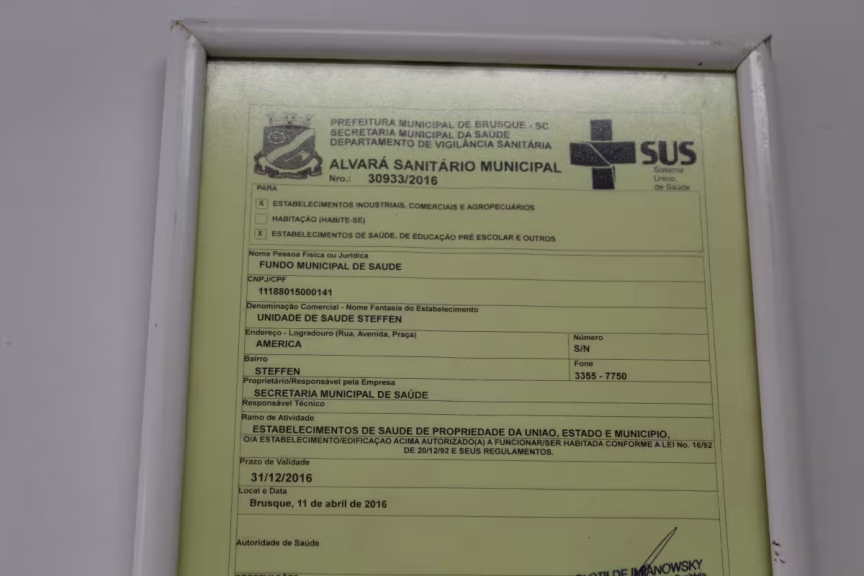 PREFEITURA MUNICIPAL DE BRUSQUE - SC
SECRETARIA MUNICIPAL DA SAÚDE
DEPARTAMENTO DE VIGILÂNCIA SANITÁRIA
ALVARÁ SANITÁRIO MUNICIPAL
Nro.: 30933/2016
SUS
Sistema
Único
de Saúde
PARA
X ESTABELECIMENTOS INDUSTRIAIS, COMERCIAIS E AGROPECUÁRIOS
HABITAÇÃO (HABITE-SE)
X ESTABELECIMENTOS DE SAÚDE, DE EDUCAÇÃO PRÉ ESCOLAR E OUTROS
Nome Pessoa Física ou Jurídica
FUNDO MUNICIPAL DE SAUDE
CNPJ/CPF
11188015000141
Denominação Comercial - Nome Fantasia do Estabelecimento
UNIDADE DE SAUDE STEFFEN
Endereço - Logradouro (Rua, Avenida, Praça)
AMERICA
Número
S/N
Bairro
STEFFEN
Fone
3355 - 7750
Proprietário/Responsável pela Empresa
SECRETARIA MUNICIPAL DE SAÚDE
Responsável Técnico
Ramo de Atividade
ESTABELECIMENTOS DE SAUDE DE PROPRIEDADE DA UNIAO, ESTADO E MUNICIPIO,
O/A ESTABELECIMENTO/EDIFICAÇAO ACIMA AUTORIZADO(A) A FUNCIONAR/SER HABITADA CONFORME A LEI No. 16/92
DE 20/12/92 E SEUS REGULAMENTOS.
Prazo de Validade
31/12/2016
Local e Data
Brusque, 11 de abril de 2016
Autoridade de Saúde